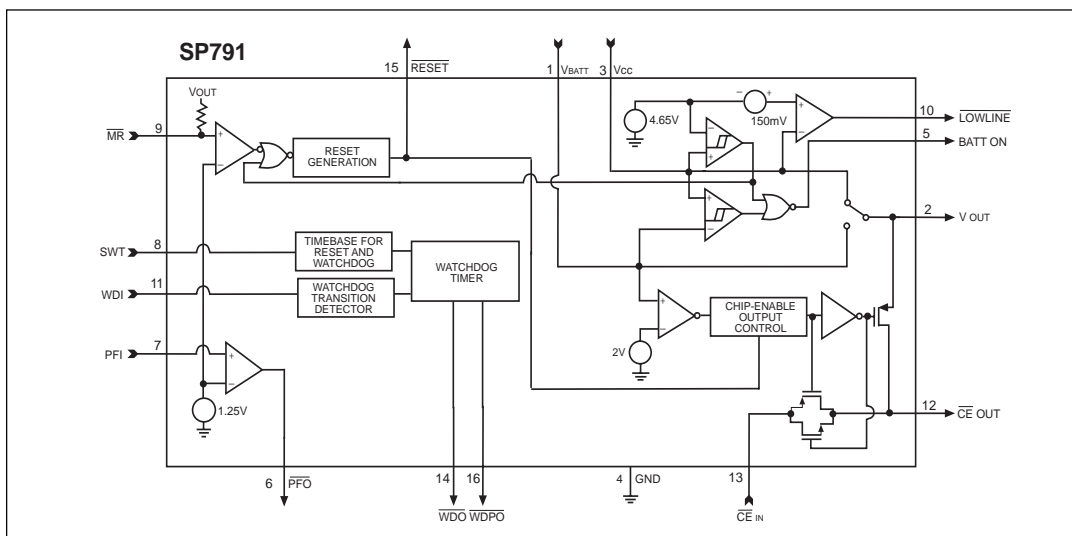 SP791
15 RESET
1 VBATT
3 VCC
VOUT
MR 9
+
−
RESET
GENERATION
4.65V
− +
150mV
+
−
10 LOWLINE
5 BATT ON
−
+
+
−
2 V OUT
SWT 8
TIMEBASE FOR
RESET AND
WATCHDOG
WATCHDOG
TIMER
WDI 11
WATCHDOG
TRANSITION
DETECTOR
+
−
CHIP-ENABLE
OUTPUT
CONTROL
2V
PFI 7
+
−
1.25V
12 CE OUT
6 PFO
14 WDO
16 WDPO
4 GND
13 CE IN